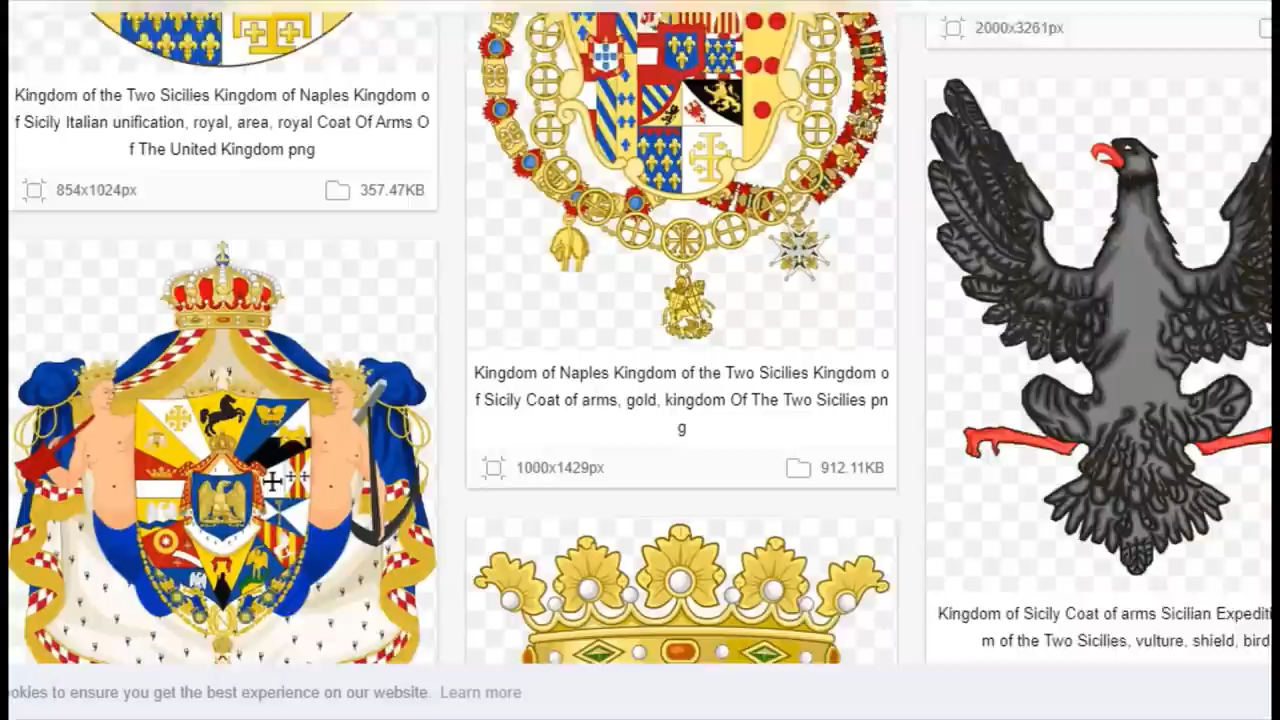 Kingdom of the Two Sicilies Kingdom of Naples Kingdom o
f Sicily Italian unification, royal, area, royal Coat Of Arms O
f The United Kingdom png
854x1024px
357.47KB
Kingdom of Naples Kingdom of the Two Sicilies Kingdom o
f Sicily Coat of arms, gold, kingdom Of The Two Sicilies pn
g
1000x1429px
912.11KB
2000x3261px
Kingdom of Sicily Coat of arms Sicilian Expediti
m of the Two Sicilies, vulture, shield, bird
ookies to ensure you get the best experience on our website. Learn more